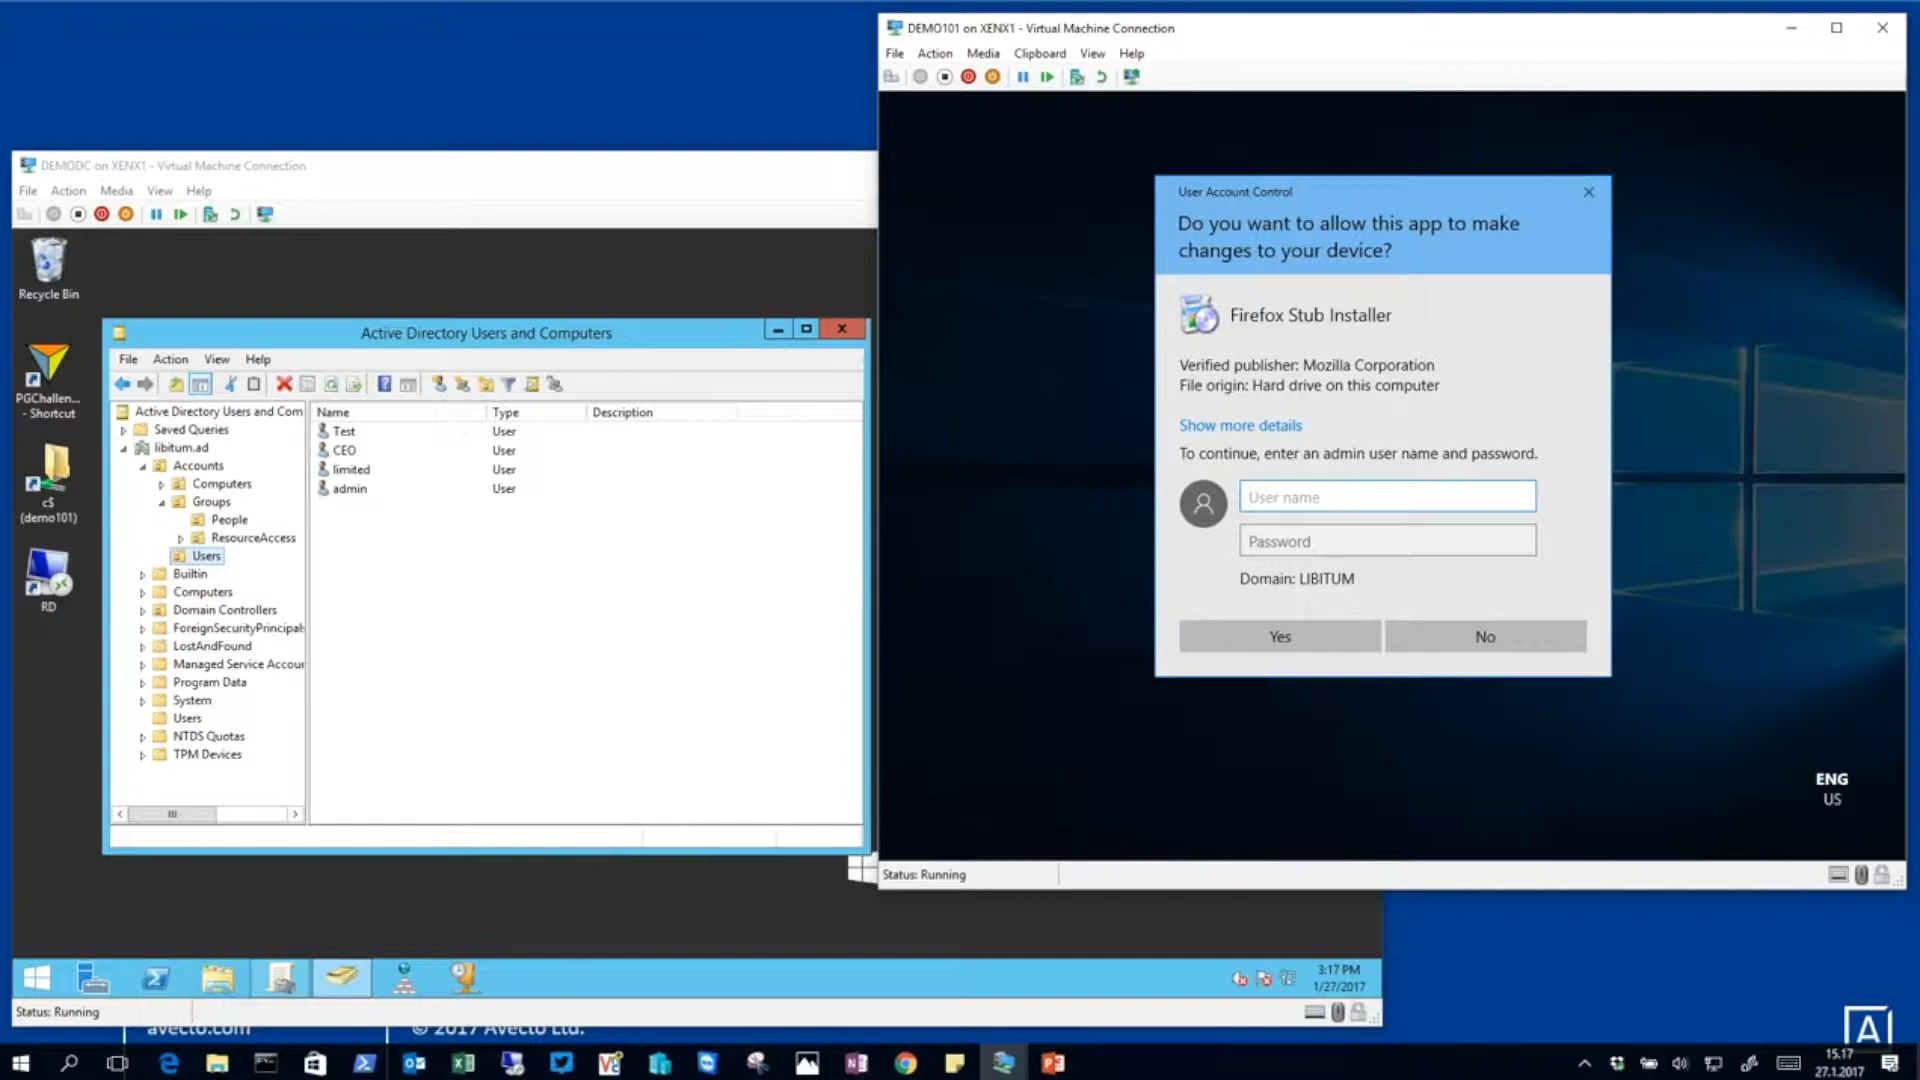 DEMO101 on XENX1 - Virtual Machine Connection
File Action Media Clipboard View Help
DEMODC on XENX1 - Virtual Machine Connection
File Action Media View Help
Recycle Bin
PGChallen...
- Shortcut
c$
(demo101)
RD
Active Directory Users and Computers
File Action View Help
Active Directory Users and Com
Saved Queries
libitum.ad
Accounts
Computers
Groups
People
ResourceAccess
Users
Builtin
Computers
Domain Controllers
ForeignSecurityPrincipals
LostAndFound
Managed Service Accour
Program Data
System
Users
NTDS Quotas
TPM Devices
Name Type Description
Test User
CEO User
limited User
admin User
User Account Control
Do you want to allow this app to make
changes to your device?
Firefox Stub Installer
Verified publisher: Mozilla Corporation
File origin: Hard drive on this computer
Show more details
To continue, enter an admin user name and password.
User name
Password
Domain: LIBITUM
Yes No
ENG
US
Status: Running
3:17 PM
1/27/2017
Status: Running
avecto.com © 2017 Avecto Ltd.
A
15.17
27.1.2017